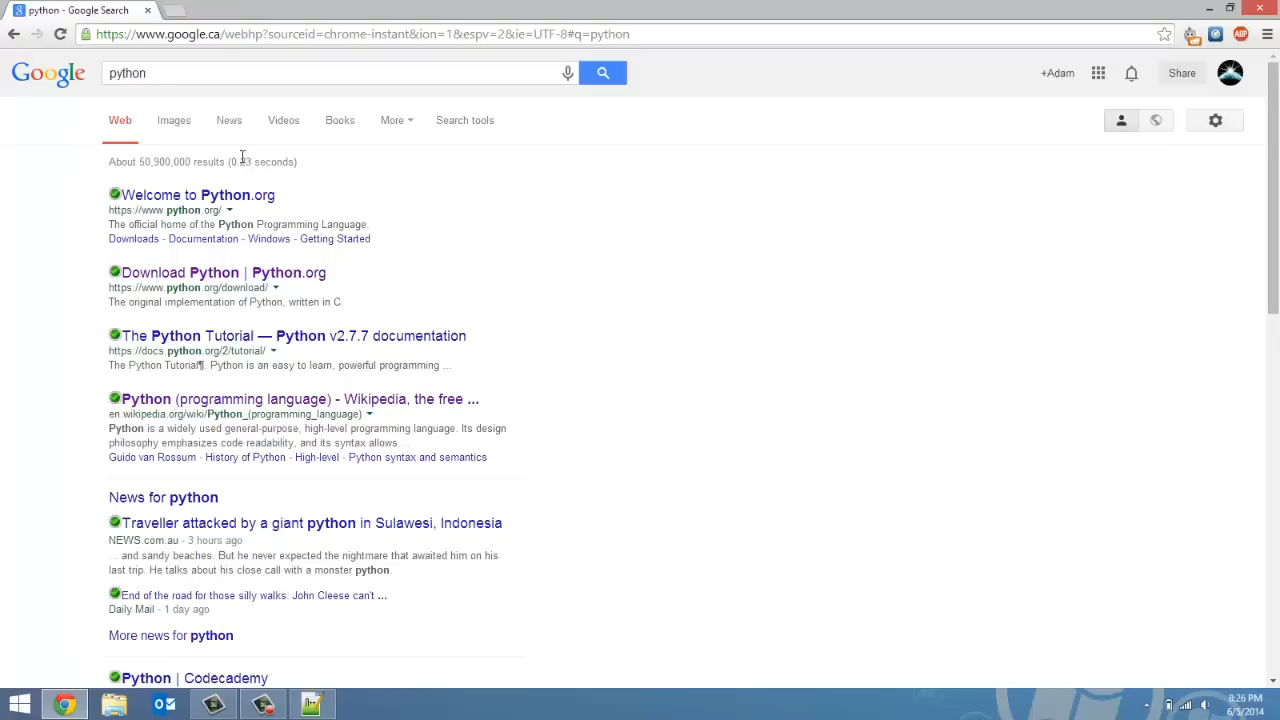 python - Google Search
https://www.google.ca/webhp?sourceid=chrome-instant&ion=1&espv=2&ie=UTF-8#q=python
off
ABP
Google
python
+Adam
Share
Web
Images
News
Videos
Books
More
Search tools
About 50,900,000 results (0.23 seconds)
Welcome to Python.org
https://www.python.org/
The official home of the Python Programming Language.
Downloads - Documentation - Windows - Getting Started
Download Python | Python.org
https://www.python.org/download/
The original implementation of Python, written in C.
The Python Tutorial — Python v2.7.7 documentation
https://docs.python.org/2/tutorial/
The Python Tutorial¶. Python is an easy to learn, powerful programming ...
Python (programming language) - Wikipedia, the free ...
en.wikipedia.org/wiki/Python_(programming_language)
Python is a widely used general-purpose, high-level programming language. Its design
philosophy emphasizes code readability, and its syntax allows ...
Guido van Rossum - History of Python - High-level - Python syntax and semantics
News for python
Traveller attacked by a giant python in Sulawesi, Indonesia
NEWS.com.au - 3 hours ago
... and sandy beaches. But he never expected the nightmare that awaited him on his
last trip. He talks about his close call with a monster python.
End of the road for those silly walks: John Cleese can't ...
Daily Mail - 1 day ago
More news for python
Python | Codecademy
8:26 PM
6/5/2014